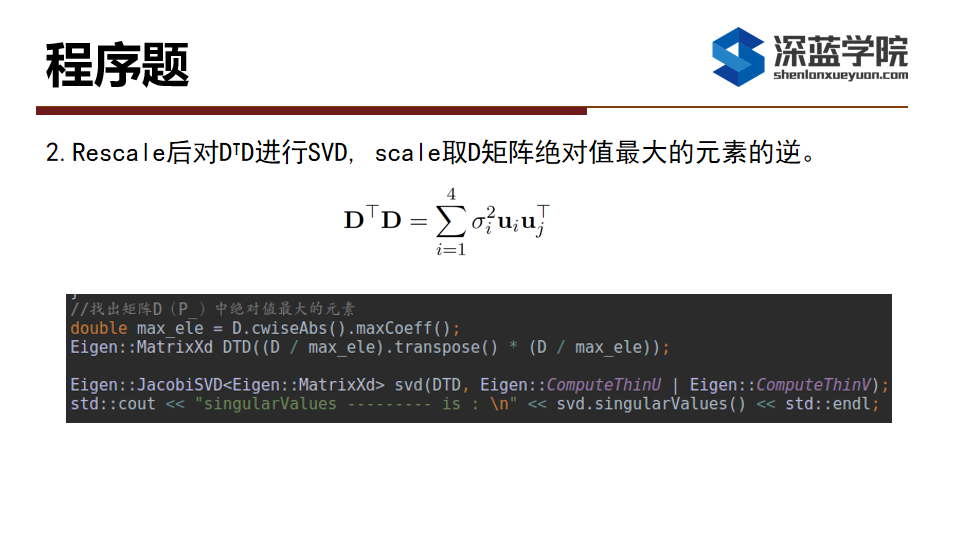 程序题
深蓝学院
shenlanxueyuan.com
2.Rescale后对DᵀD进行SVD, scale取D矩阵绝对值最大的元素的逆。
D^⊤D = ∑_{i=1}^{4} σ_i^2 u_i u_j^⊤
//找出矩阵D（P_）中绝对值最大的元素
double max_ele = D.cwiseAbs().maxCoeff();
Eigen::MatrixXd DTD((D / max_ele).transpose() * (D / max_ele));
Eigen::JacobiSVD<Eigen::MatrixXd> svd(DTD, Eigen::ComputeThinU | Eigen::ComputeThinV);
std::cout << "singularValues --------- is : \n" << svd.singularValues() << std::endl;